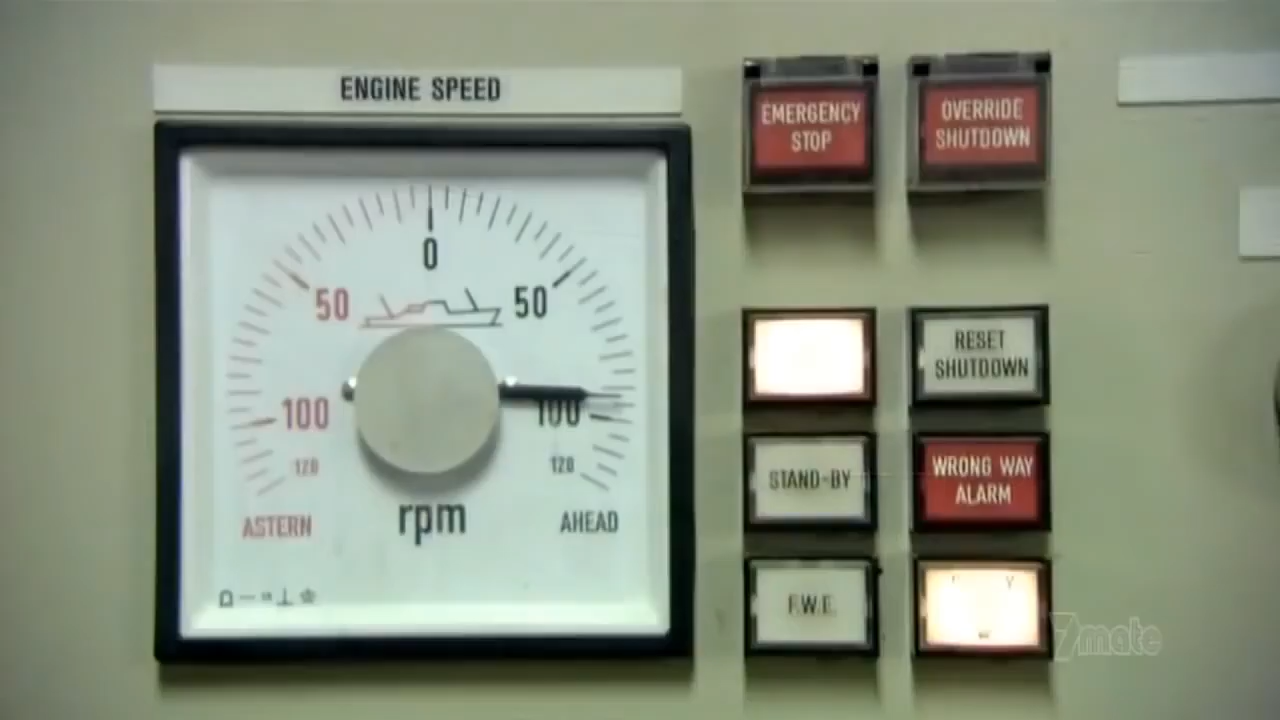 ENGINE SPEED
0
50
50
100
100
120
120
rpm
ASTERN
AHEAD
EMERGENCY
STOP
OVERRIDE
SHUTDOWN
RESET
SHUTDOWN
STAND-BY
WRONG WAY
ALARM
F.W.E.
7mate